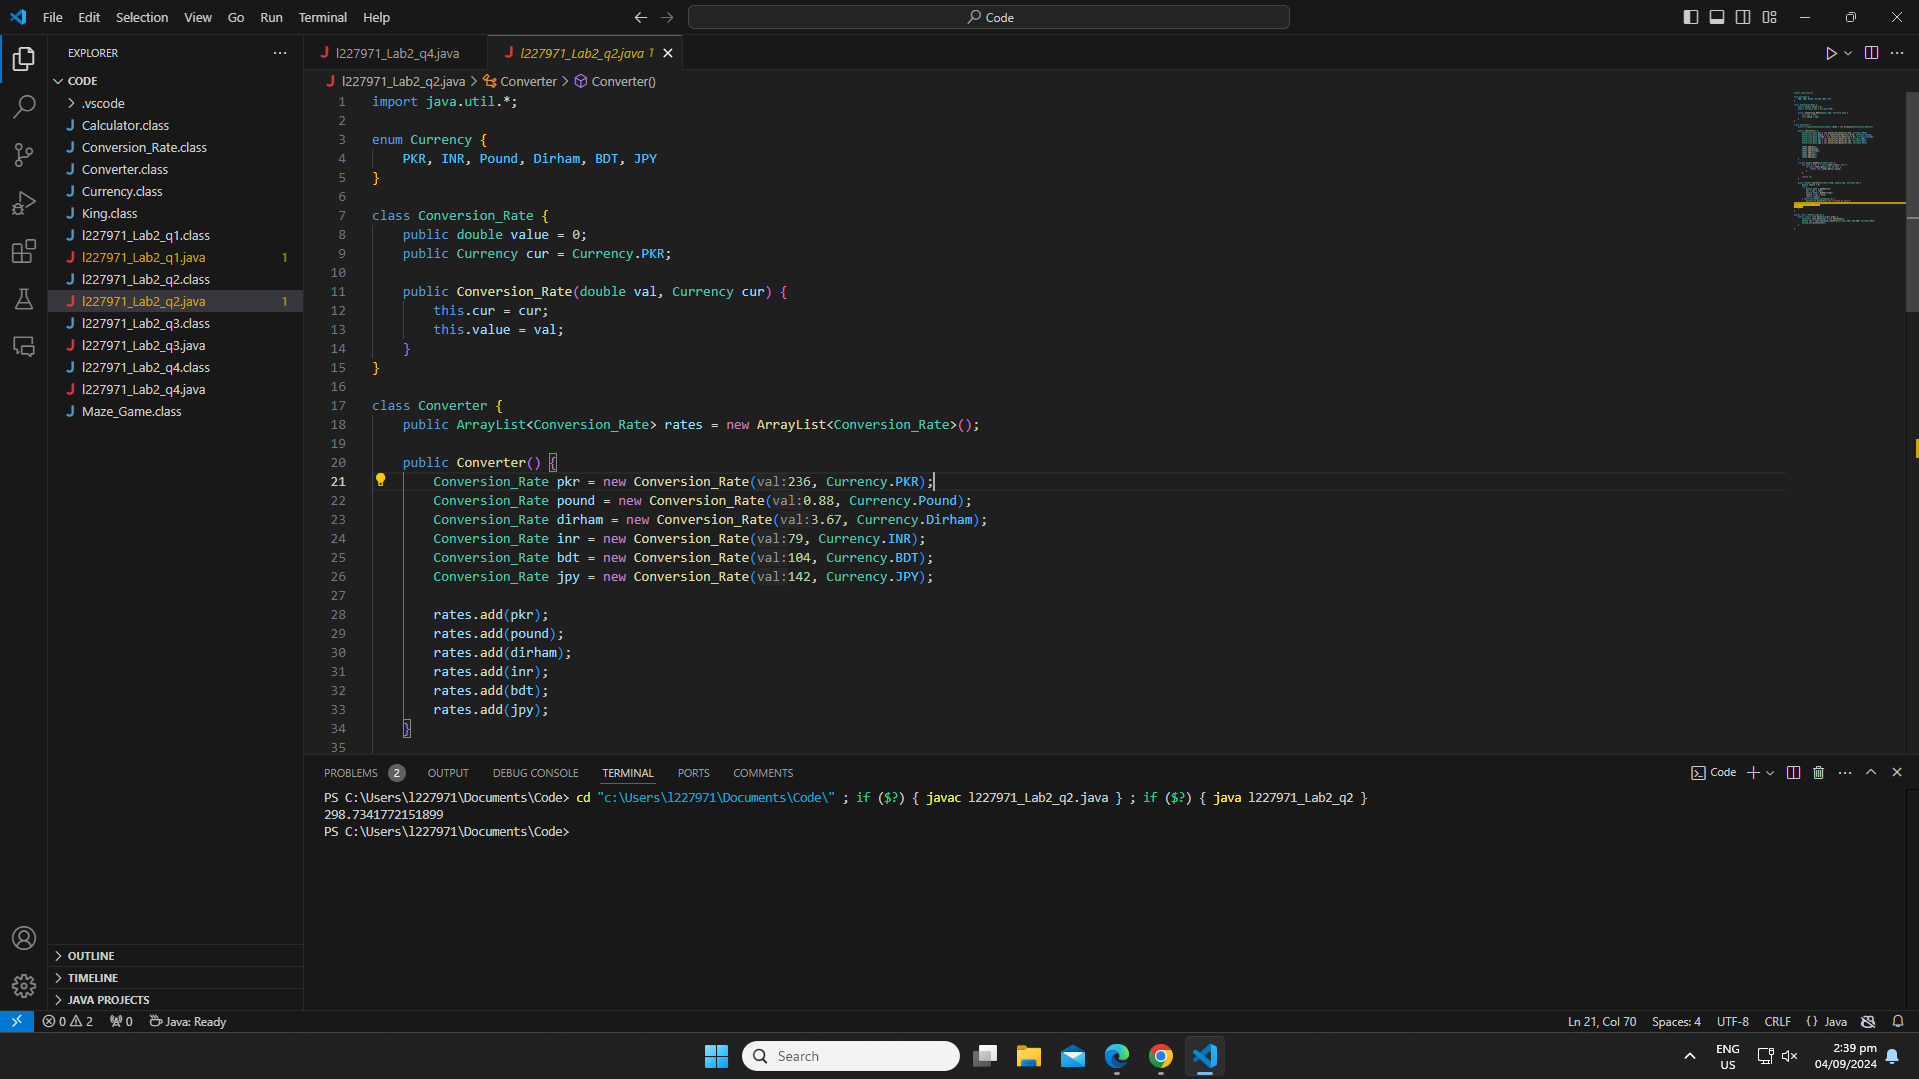 File Edit Selection View Go Run Terminal Help
Code
EXPLORER
CODE
.vscode
Calculator.class
Conversion_Rate.class
Converter.class
Currency.class
King.class
l227971_Lab2_q1.class
l227971_Lab2_q1.java 1
l227971_Lab2_q2.class
l227971_Lab2_q2.java 1
l227971_Lab2_q3.class
l227971_Lab2_q3.java
l227971_Lab2_q4.class
l227971_Lab2_q4.java
Maze_Game.class
OUTLINE
TIMELINE
JAVA PROJECTS
l227971_Lab2_q4.java
l227971_Lab2_q2.java 1
l227971_Lab2_q2.java > Converter > Converter()
1 import java.util.*;
2
3 enum Currency {
4 PKR, INR, Pound, Dirham, BDT, JPY
5 }
6
7 class Conversion_Rate {
8 public double value = 0;
9 public Currency cur = Currency.PKR;
10
11 public Conversion_Rate(double val, Currency cur) {
12 this.cur = cur;
13 this.value = val;
14 }
15 }
16
17 class Converter {
18 public ArrayList<Conversion_Rate> rates = new ArrayList<Conversion_Rate>();
19
20 public Converter() {
21 Conversion_Rate pkr = new Conversion_Rate(val:236, Currency.PKR);
22 Conversion_Rate pound = new Conversion_Rate(val:0.88, Currency.Pound);
23 Conversion_Rate dirham = new Conversion_Rate(val:3.67, Currency.Dirham);
24 Conversion_Rate inr = new Conversion_Rate(val:79, Currency.INR);
25 Conversion_Rate bdt = new Conversion_Rate(val:104, Currency.BDT);
26 Conversion_Rate jpy = new Conversion_Rate(val:142, Currency.JPY);
27
28 rates.add(pkr);
29 rates.add(pound);
30 rates.add(dirham);
31 rates.add(inr);
32 rates.add(bdt);
33 rates.add(jpy);
34 }
35
PROBLEMS 2 OUTPUT DEBUG CONSOLE TERMINAL PORTS COMMENTS
Code
PS C:\Users\l227971\Documents\Code> cd "c:\Users\l227971\Documents\Code\" ; if ($?) { javac l227971_Lab2_q2.java } ; if ($?) { java l227971_Lab2_q2 }
298.7341772151899
PS C:\Users\l227971\Documents\Code>
0 2 0 Java: Ready
Ln 21, Col 70 Spaces: 4 UTF-8 CRLF {} Java
Search
ENG
US
2:39 pm
04/09/2024